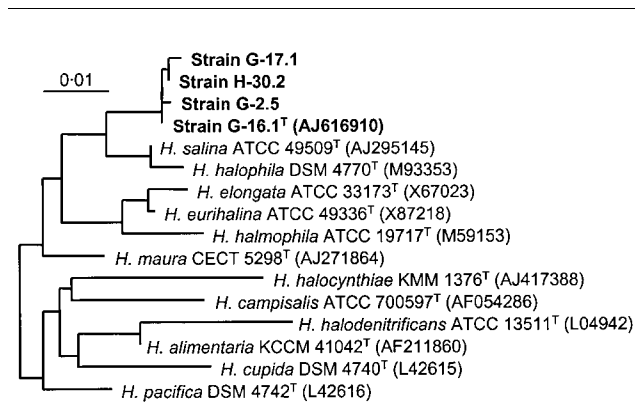 0·01
Strain G-17.1
Strain H-30.2
Strain G-2.5
Strain G-16.1ᵀ (AJ616910)
H. salina ATCC 49509ᵀ (AJ295145)
H. halophila DSM 4770ᵀ (M93353)
H. elongata ATCC 33173ᵀ (X67023)
H. eurihalina ATCC 49336ᵀ (X87218)
H. halmophila ATCC 19717ᵀ (M59153)
H. maura CECT 5298ᵀ (AJ271864)
H. halocynthiae KMM 1376ᵀ (AJ417388)
H. campisalis ATCC 700597ᵀ (AF054286)
H. halodenitrificans ATCC 13511ᵀ (L04942)
H. alimentaria KCCM 41042ᵀ (AF211860)
H. cupida DSM 4740ᵀ (L42615)
H. pacifica DSM 4742ᵀ (L42616)